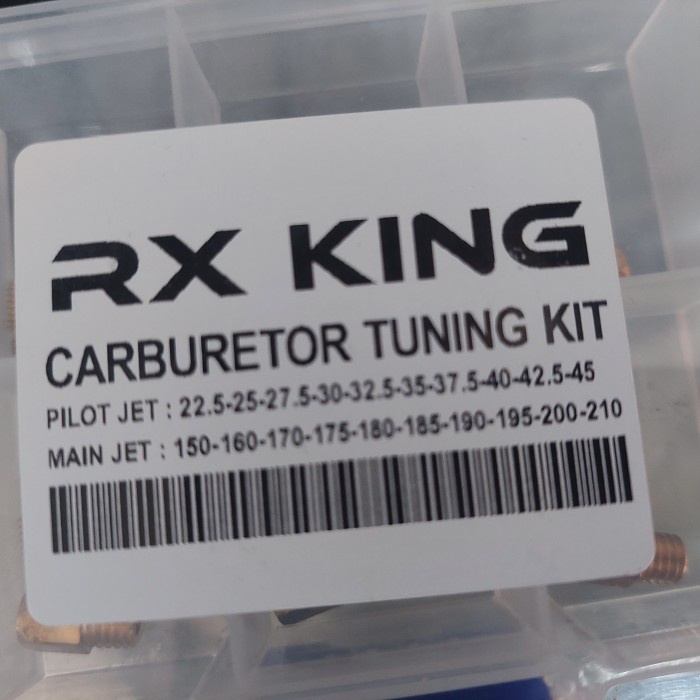 RX KING
CARBURETOR TUNING KIT
PILOT JET : 22.5-25-27.5-30-32.5-35-37.5-40-42.5-45
MAIN JET : 150-160-170-175-180-185-190-195-200-210